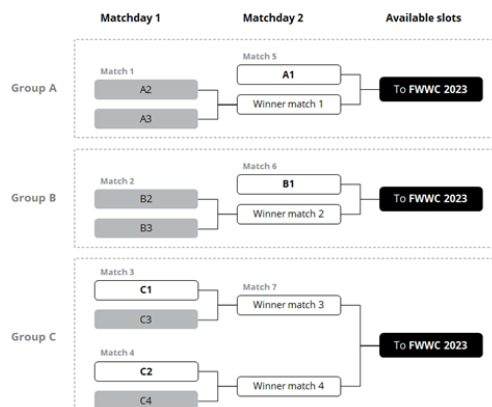 Matchday 1
Matchday 2
Available slots
Group A
Match 1
A2
A3
Match 5
A1
Winner match 1
To FWWC 2023
Group B
Match 2
B2
B3
Match 6
B1
Winner match 2
To FWWC 2023
Group C
Match 3
C1
C3
Match 4
C2
C4
Match 7
Winner match 3
Winner match 4
To FWWC 2023